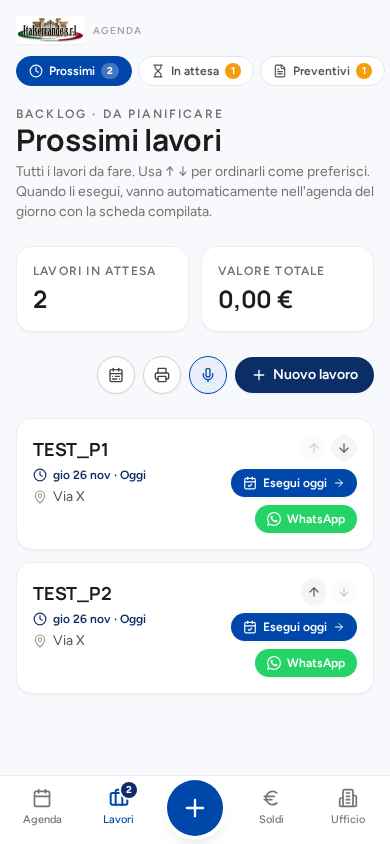 Italserrande s.r.l.
AGENDA
Prossimi 2
In attesa 1
Preventivi 1
BACKLOG · DA PIANIFICARE
Prossimi lavori
Tutti i lavori da fare. Usa ↑ ↓ per ordinarli come preferisci.
Quando li esegui, vanno automaticamente nell'agenda del
giorno con la scheda compilata.
LAVORI IN ATTESA
2
VALORE TOTALE
0,00 €
Nuovo lavoro
TEST_P1
gio 26 nov · Oggi
Via X
Esegui oggi →
WhatsApp
TEST_P2
gio 26 nov · Oggi
Via X
Esegui oggi →
WhatsApp
Agenda
Lavori 2
Soldi
Ufficio